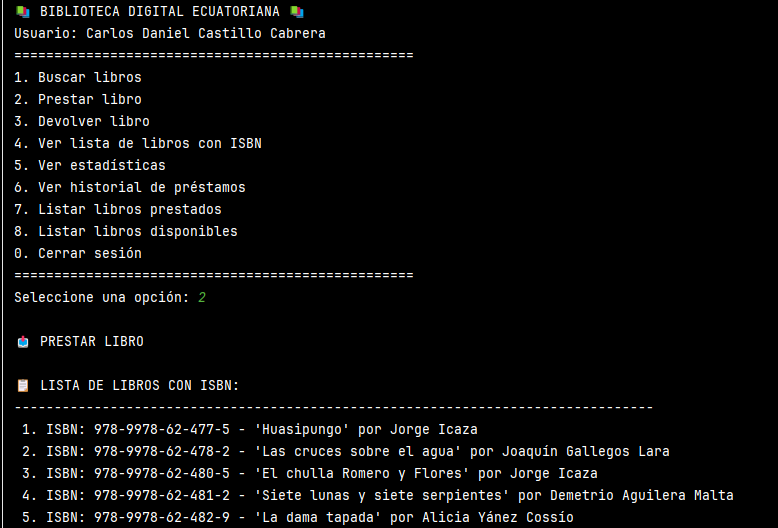 📚 BIBLIOTECA DIGITAL ECUATORIANA 📚
Usuario: Carlos Daniel Castillo Cabrera
==================================================
1. Buscar libros
2. Prestar libro
3. Devolver libro
4. Ver lista de libros con ISBN
5. Ver estadísticas
6. Ver historial de préstamos
7. Listar libros prestados
8. Listar libros disponibles
0. Cerrar sesión
==================================================
Seleccione una opción: 2
📥 PRESTAR LIBRO
📋 LISTA DE LIBROS CON ISBN:
--------------------------------------------------------------------------------
1. ISBN: 978-9978-62-477-5 - 'Huasipungo' por Jorge Icaza
2. ISBN: 978-9978-62-478-2 - 'Las cruces sobre el agua' por Joaquín Gallegos Lara
3. ISBN: 978-9978-62-480-5 - 'El chulla Romero y Flores' por Jorge Icaza
4. ISBN: 978-9978-62-481-2 - 'Siete lunas y siete serpientes' por Demetrio Aguilera Malta
5. ISBN: 978-9978-62-482-9 - 'La dama tapada' por Alicia Yánez Cossío